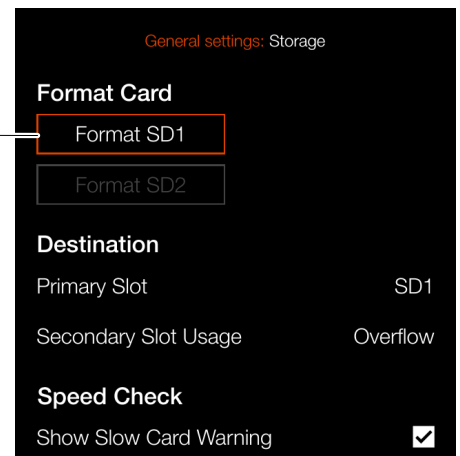 General settings: Storage
Format Card
Format SD1
Format SD2
Destination
Primary Slot SD1
Secondary Slot Usage Overflow
Speed Check
Show Slow Card Warning